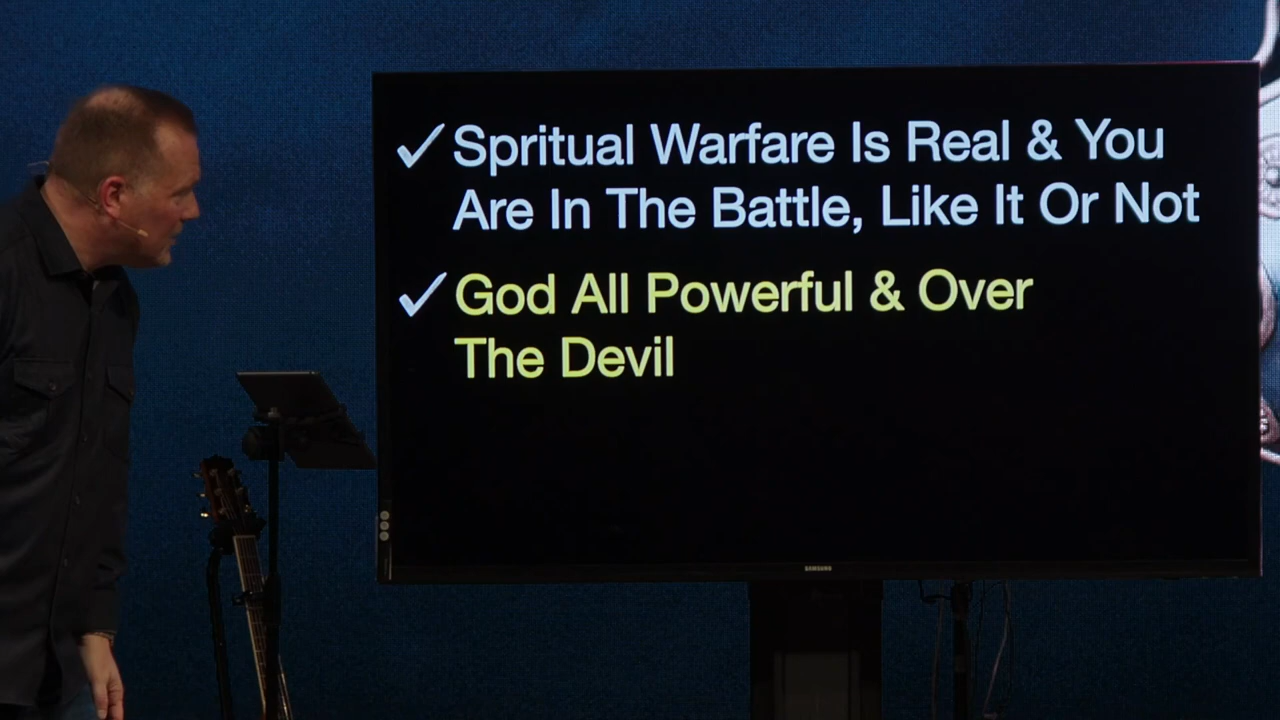 ✓ Spritual Warfare Is Real & You
Are In The Battle, Like It Or Not
✓ God All Powerful & Over
The Devil
SAMSUNG